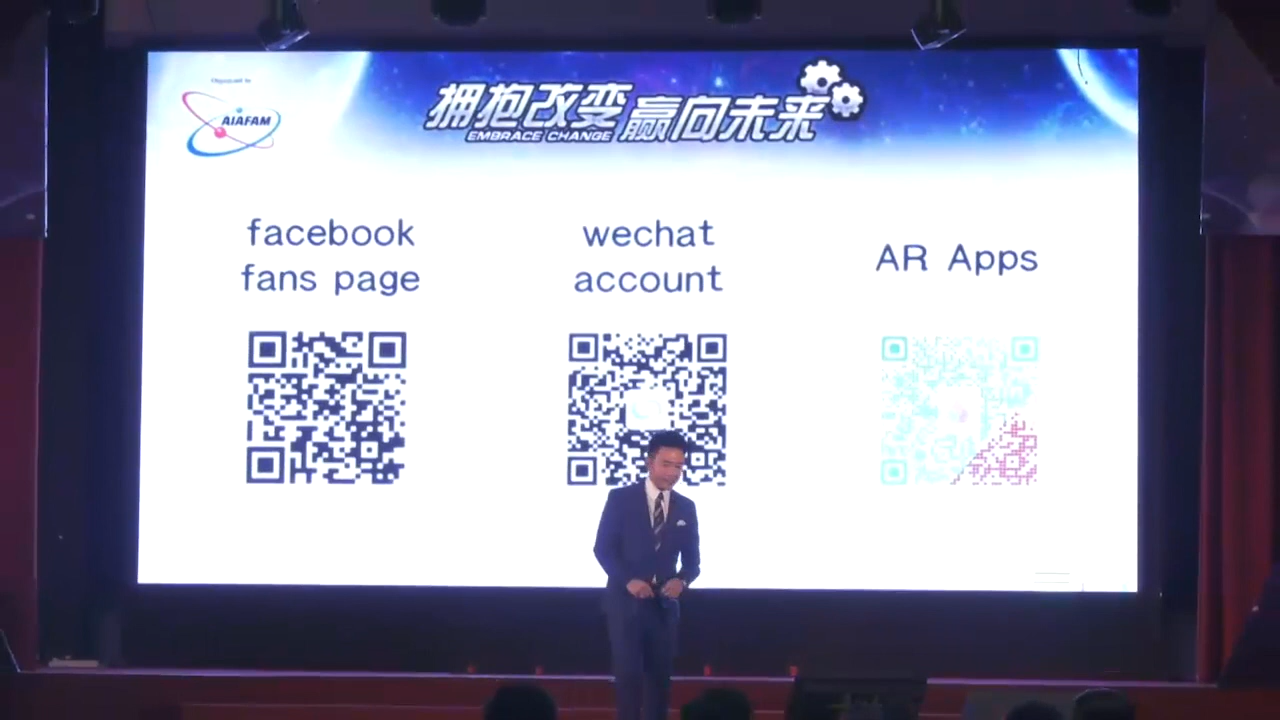 AIAFAM
拥抱改变 赢向未来
EMBRACE CHANGE
facebook
fans page
wechat
account
AR Apps